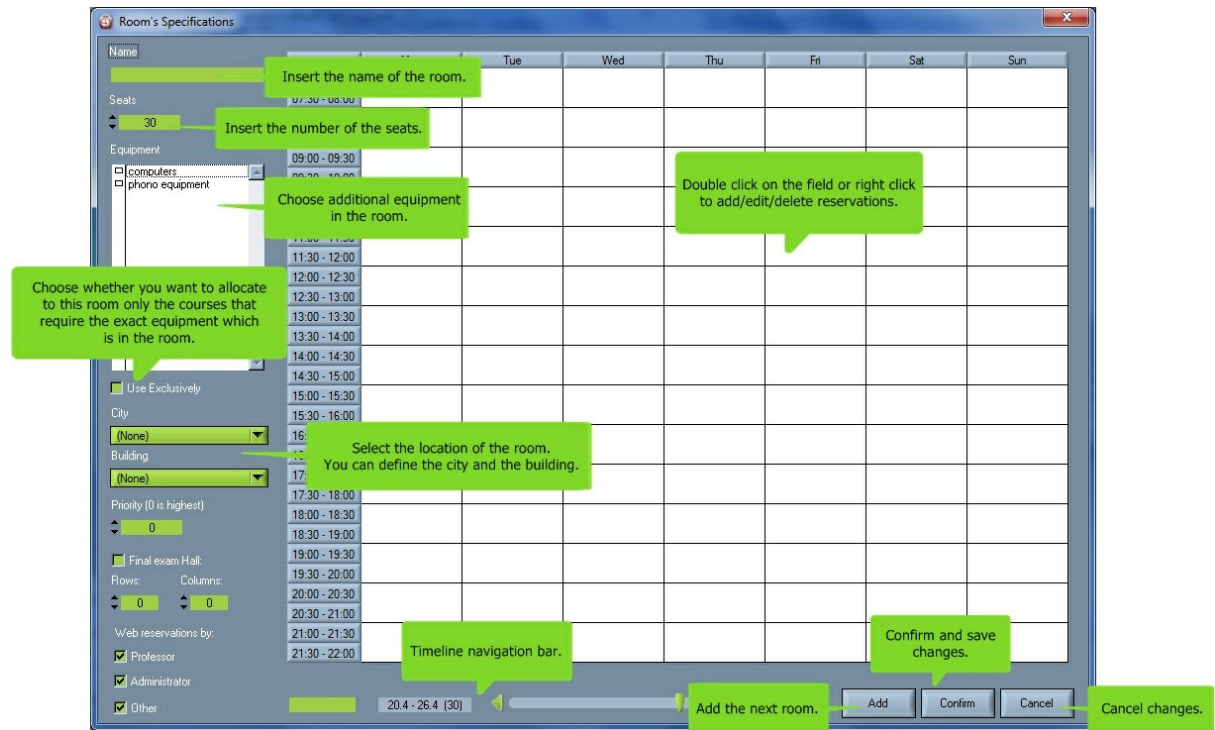 Room's Specifications
Name
Insert the name of the room.
Seats
30
Insert the number of the seats.
Equipment
computers
phono equipment
Choose additional equipment
in the room.
Choose whether you want to allocate
to this room only the courses that
require the exact equipment which
is in the room.
Use Exclusively
City
(None)
Building
(None)
Select the location of the room.
You can define the city and the building.
Priority (0 is highest)
0
Final exam Hall:
Rows: Columns:
0 0
Web reservations by:
Professor
Administrator
Other
Tue Wed Thu Fri Sat Sun
07:30 - 08:00
09:00 - 09:30
09:30 - 10:00
11:00 - 11:30
11:30 - 12:00
12:00 - 12:30
12:30 - 13:00
13:00 - 13:30
13:30 - 14:00
14:00 - 14:30
14:30 - 15:00
15:00 - 15:30
15:30 - 16:00
16:
17:
17:30 - 18:00
18:00 - 18:30
18:30 - 19:00
19:00 - 19:30
19:30 - 20:00
20:00 - 20:30
20:30 - 21:00
21:00 - 21:30
21:30 - 22:00
Double click on the field or right click
to add/edit/delete reservations.
Timeline navigation bar.
20.4 - 26.4 (30)
Confirm and save
changes.
Add the next room.
Add Confirm Cancel
Cancel changes.